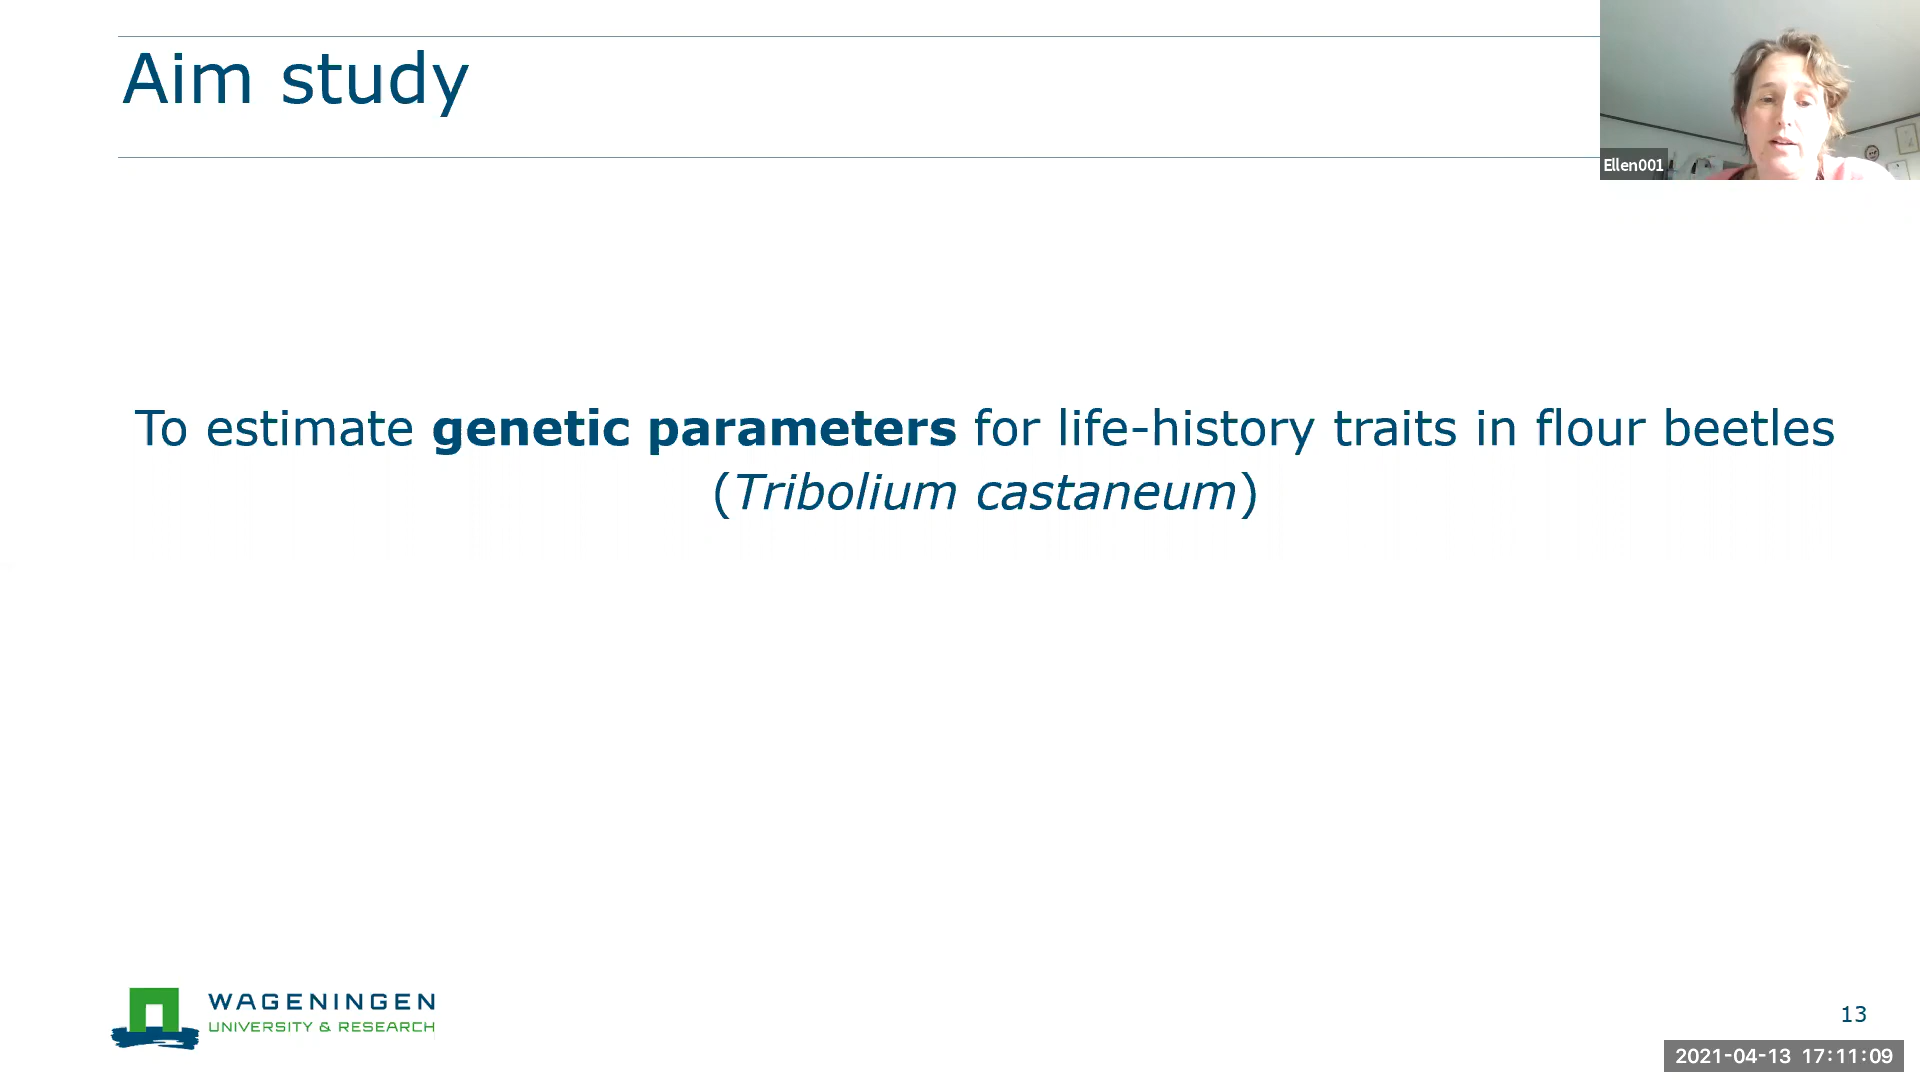 Aim study
Ellen001
To estimate genetic parameters for life-history traits in flour beetles
(Tribolium castaneum)
WAGENINGEN
UNIVERSITY & RESEARCH
13
2021-04-13 17:11:09